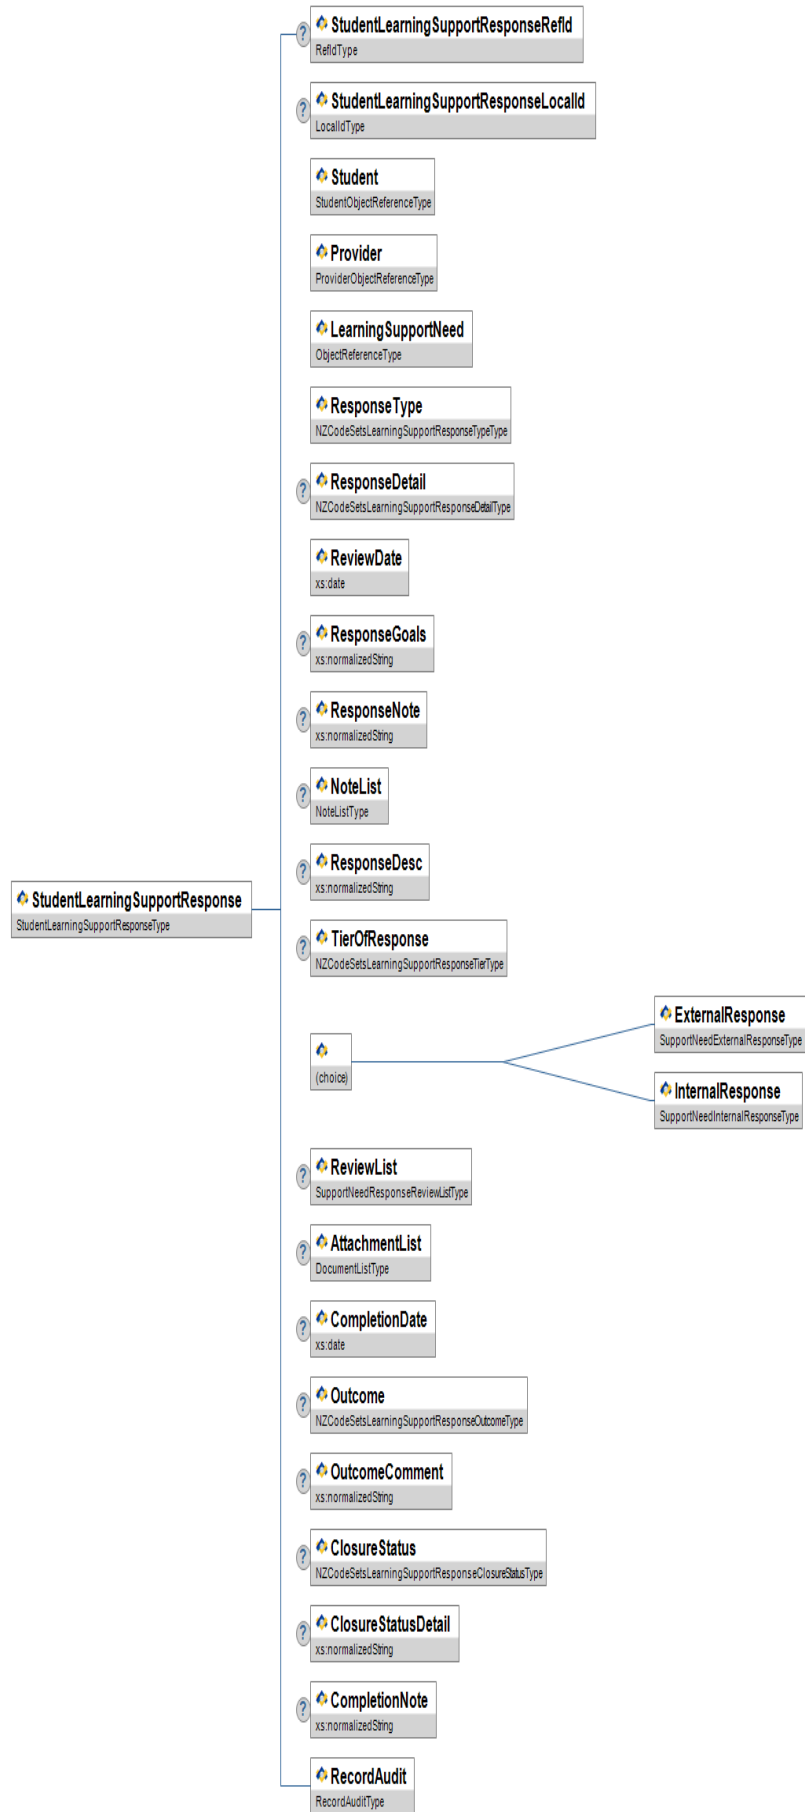 StudentLearningSupportResponseRefId
RefIdType
?
StudentLearningSupportResponseLocalId
LocalIdType
?
Student
StudentObjectReferenceType
Provider
ProviderObjectReferenceType
LearningSupportNeed
ObjectReferenceType
ResponseType
NZCodeSetsLearningSupportResponseTypeType
ResponseDetail
NZCodeSetsLearningSupportResponseDetailType
?
ReviewDate
xs:date
ResponseGoals
xs:normalizedString
?
ResponseNote
xs:normalizedString
?
NoteList
NoteListType
?
ResponseDesc
xs:normalizedString
?
StudentLearningSupportResponse
StudentLearningSupportResponseType
TierOfResponse
NZCodeSetsLearningSupportResponseTierType
?
(choice)
ExternalResponse
SupportNeedExternalResponseType
InternalResponse
SupportNeedInternalResponseType
ReviewList
SupportNeedResponseReviewListType
?
AttachmentList
DocumentListType
?
CompletionDate
xs:date
?
Outcome
NZCodeSetsLearningSupportResponseOutcomeType
?
OutcomeComment
xs:normalizedString
?
ClosureStatus
NZCodeSetsLearningSupportResponseClosureStatusType
?
ClosureStatusDetail
xs:normalizedString
?
CompletionNote
xs:normalizedString
?
RecordAudit
RecordAuditType